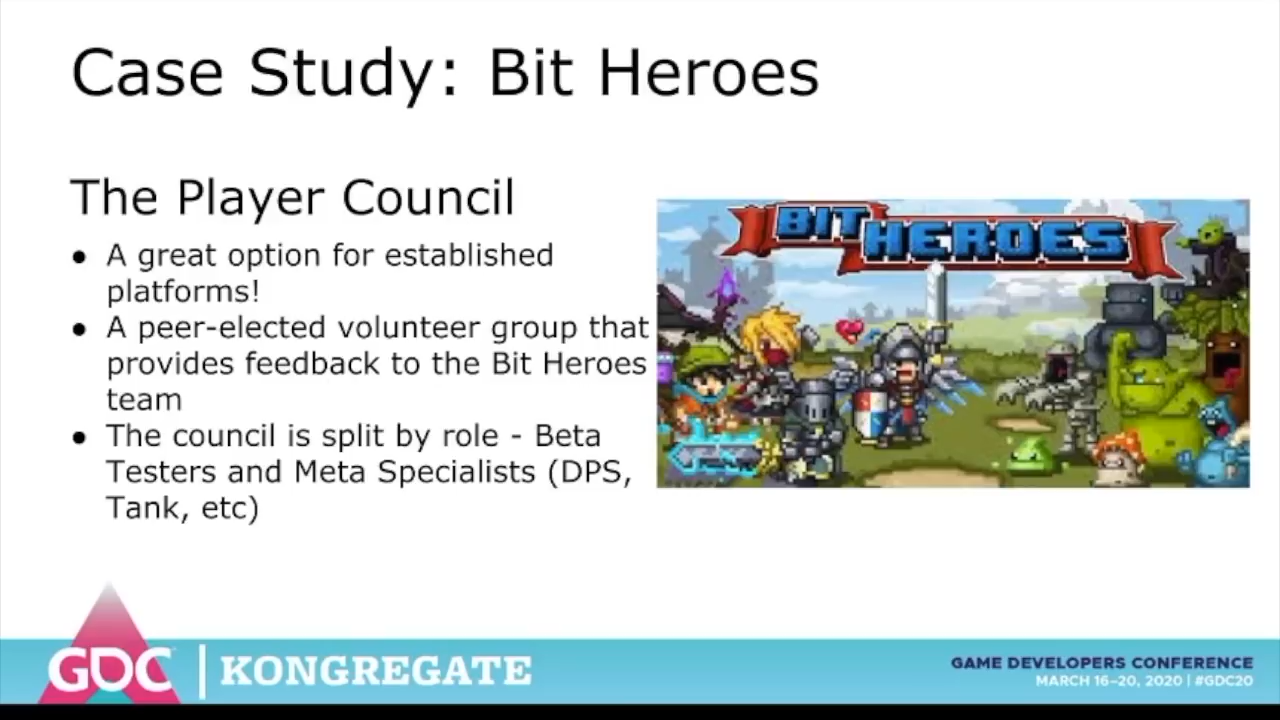 Case Study: Bit Heroes
The Player Council
● A great option for established
platforms!
● A peer-elected volunteer group that
provides feedback to the Bit Heroes
team
● The council is split by role - Beta
Testers and Meta Specialists (DPS,
Tank, etc)
BIT
HEROES
GDC
KONGREGATE
GAME DEVELOPERS CONFERENCE
MARCH 16–20, 2020 | #GDC20